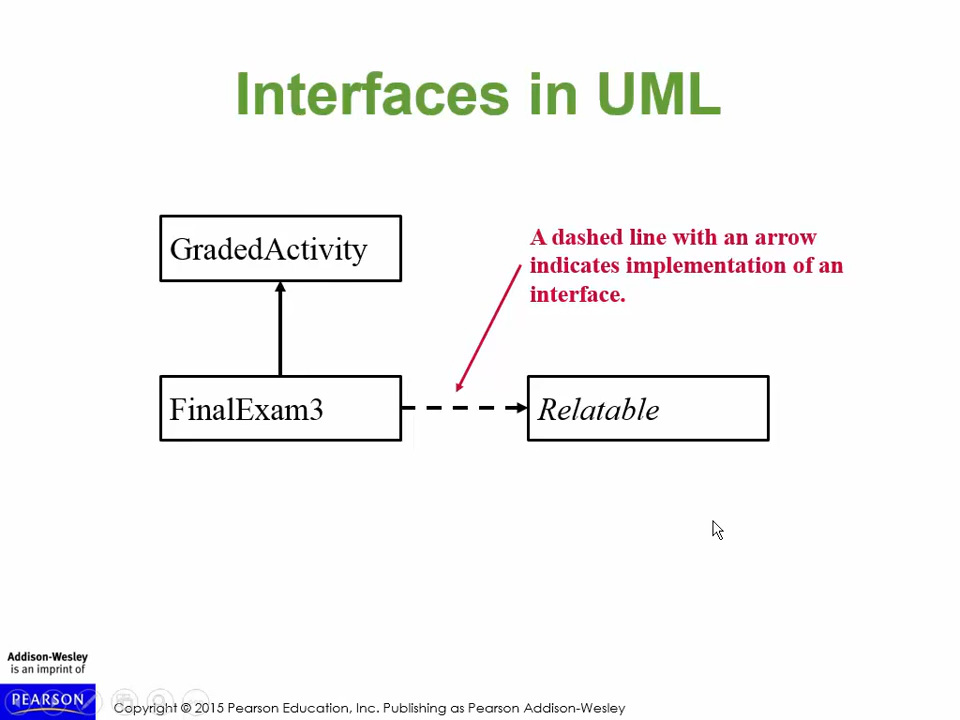 Interfaces in UML
GradedActivity
A dashed line with an arrow
indicates implementation of an
interface.
FinalExam3
Relatable
Addison-Wesley
is an imprint of
PEARSON
Copyright © 2015 Pearson Education, Inc. Publishing as Pearson Addison-Wesley